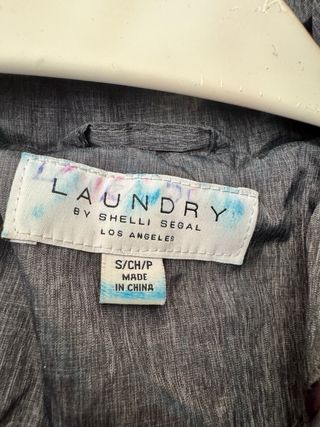 LAUNDRY
BY SHELLI SEGAL
LOS ANGELES
S/CH/P
MADE
IN CHINA